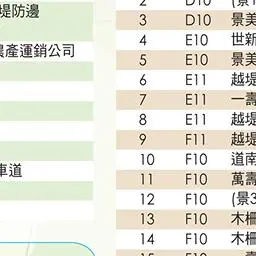 堤防邊
農產運銷公司
車道
2 D10
3 D10 景美
4 E10 世新
5 E10 景美
6 E11 越堤
7 E11 一壽
8 E11 越堤
9 F11 越堤
10 F10 道南
11 F10 萬壽
12 F10 (景3
13 F10 木柵
14 F10 木柵
15 F10